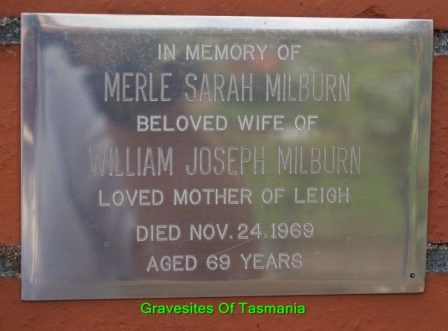 IN MEMORY OF
MERLE SARAH MILBURN
BELOVED WIFE OF
WILLIAM JOSEPH MILBURN
LOVED MOTHER OF LEIGH
DIED NOV. 24. 1969
AGED 69 YEARS
©
Gravesites Of Tasmania